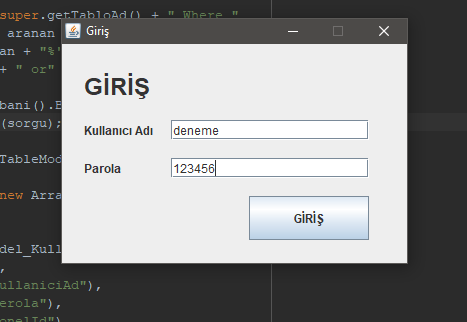 super.getTabloAd() + " Where "
aranan
an + "%'
+ " or"
bani().B
(sorgu);
TableMod
new Arra
del_Kull
,
ullaniciAd"),
erola"),
onelId")
Giriş
GİRİŞ
Kullanıcı Adı deneme
Parola 123456
GİRİŞ